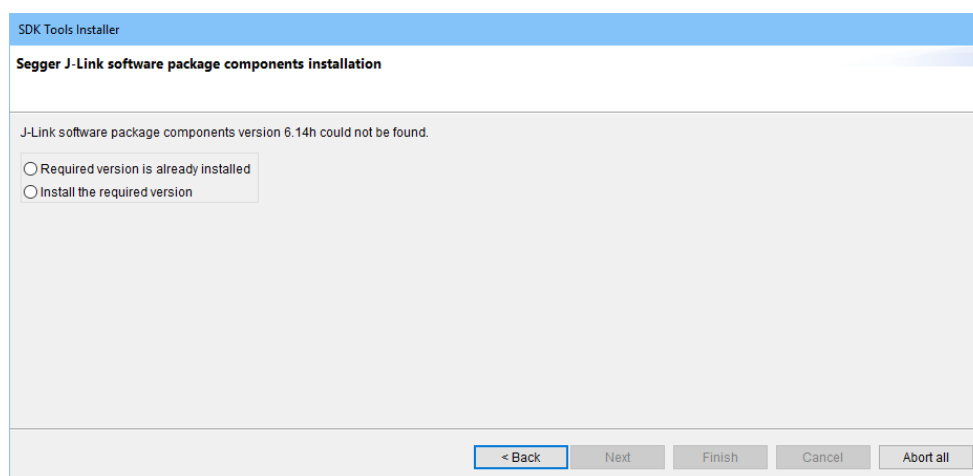 SDK Tools Installer
Segger J-Link software package components installation
J-Link software package components version 6.14h could not be found.
Required version is already installed
Install the required version
< Back Next Finish Cancel Abort all